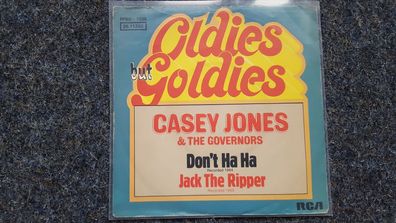 Oldies
but
Goldies
CASEY JONES
& THE GOVERNORS
Don't Ha Ha
Jack The Ripper
RCA